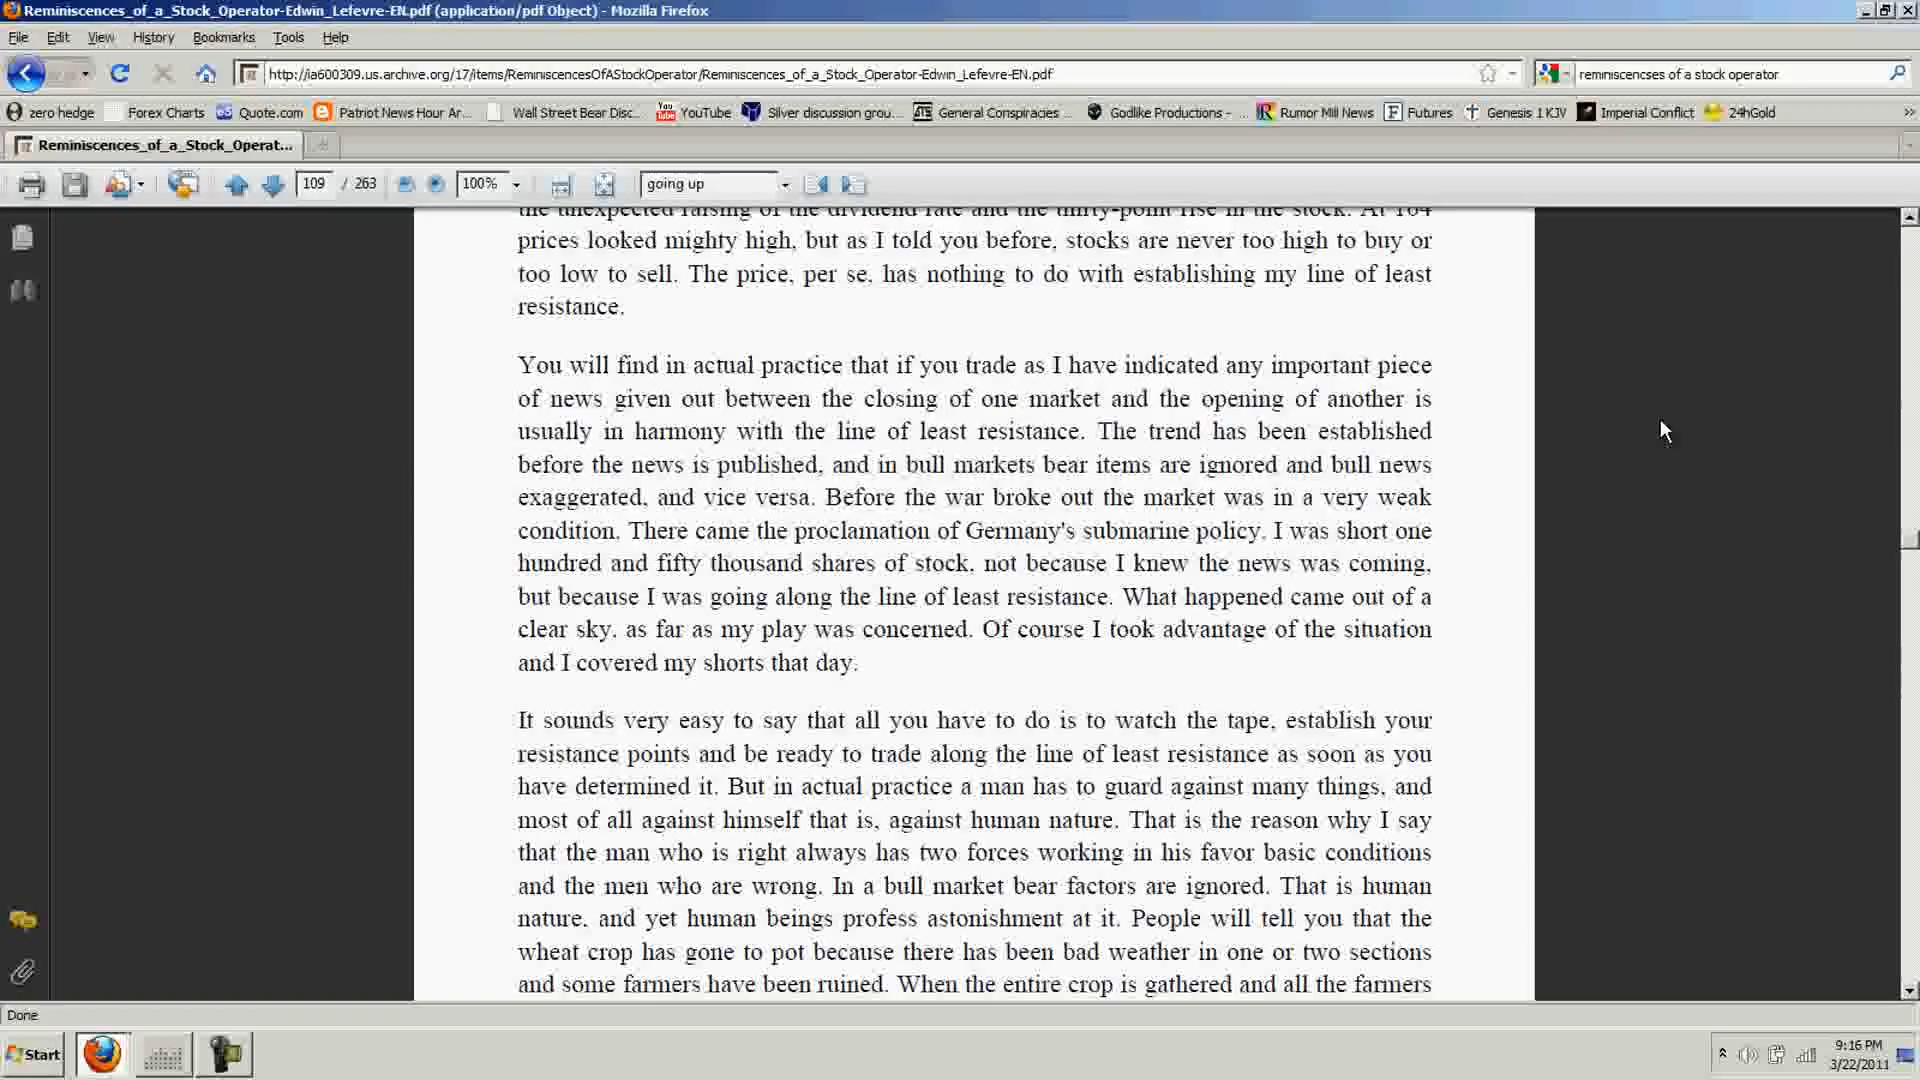 Reminiscences_of_a_Stock_Operator-Edwin_Lefevre-EN.pdf (application/pdf Object) - Mozilla Firefox
File Edit View History Bookmarks Tools Help
http://ia600309.us.archive.org/17/items/ReminiscencesOfAStockOperator/Reminiscences_of_a_Stock_Operator-Edwin_Lefevre-EN.pdf
reminiscencses of a stock operator
zero hedge Forex Charts Quote.com Patriot News Hour Ar... Wall Street Bear Disc... YouTube Silver discussion grou... General Conspiracies ... Godlike Productions - ... Rumor Mill News Futures Genesis 1 KJV Imperial Conflict 24hGold »
Reminiscences_of_a_Stock_Operat...
109 / 263 100% going up
the unexpected raising of the dividend rate and the thirty-point rise in the stock. At 164
prices looked mighty high, but as I told you before, stocks are never too high to buy or
too low to sell. The price, per se, has nothing to do with establishing my line of least
resistance.
You will find in actual practice that if you trade as I have indicated any important piece
of news given out between the closing of one market and the opening of another is
usually in harmony with the line of least resistance. The trend has been established
before the news is published, and in bull markets bear items are ignored and bull news
exaggerated, and vice versa. Before the war broke out the market was in a very weak
condition. There came the proclamation of Germany's submarine policy. I was short one
hundred and fifty thousand shares of stock, not because I knew the news was coming,
but because I was going along the line of least resistance. What happened came out of a
clear sky, as far as my play was concerned. Of course I took advantage of the situation
and I covered my shorts that day.
It sounds very easy to say that all you have to do is to watch the tape, establish your
resistance points and be ready to trade along the line of least resistance as soon as you
have determined it. But in actual practice a man has to guard against many things, and
most of all against himself that is, against human nature. That is the reason why I say
that the man who is right always has two forces working in his favor basic conditions
and the men who are wrong. In a bull market bear factors are ignored. That is human
nature, and yet human beings profess astonishment at it. People will tell you that the
wheat crop has gone to pot because there has been bad weather in one or two sections
and some farmers have been ruined. When the entire crop is gathered and all the farmers
Done
Start
9:16 PM
3/22/2011